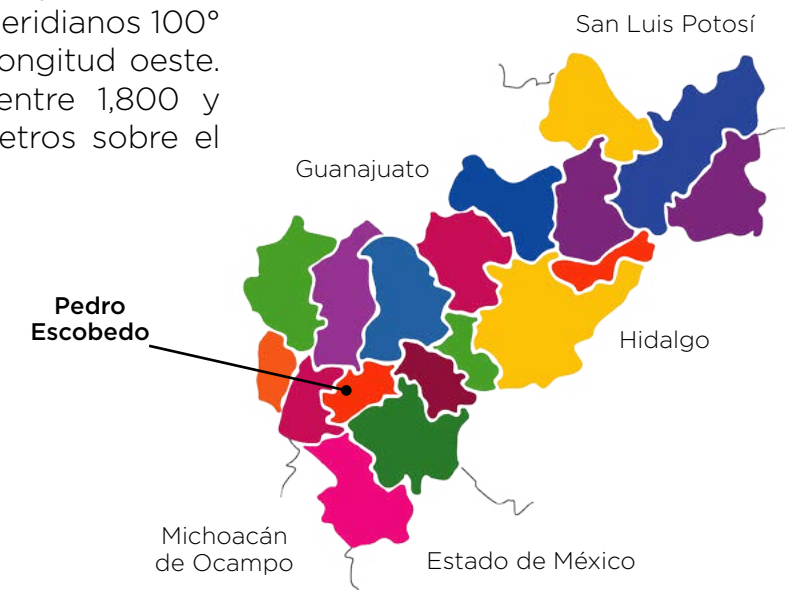 eridianos 100°
ongitud oeste.
entre 1,800 y
etros sobre el
San Luis Potosí
Guanajuato
Pedro
Escobedo
Hidalgo
Michoacán
de Ocampo
Estado de México